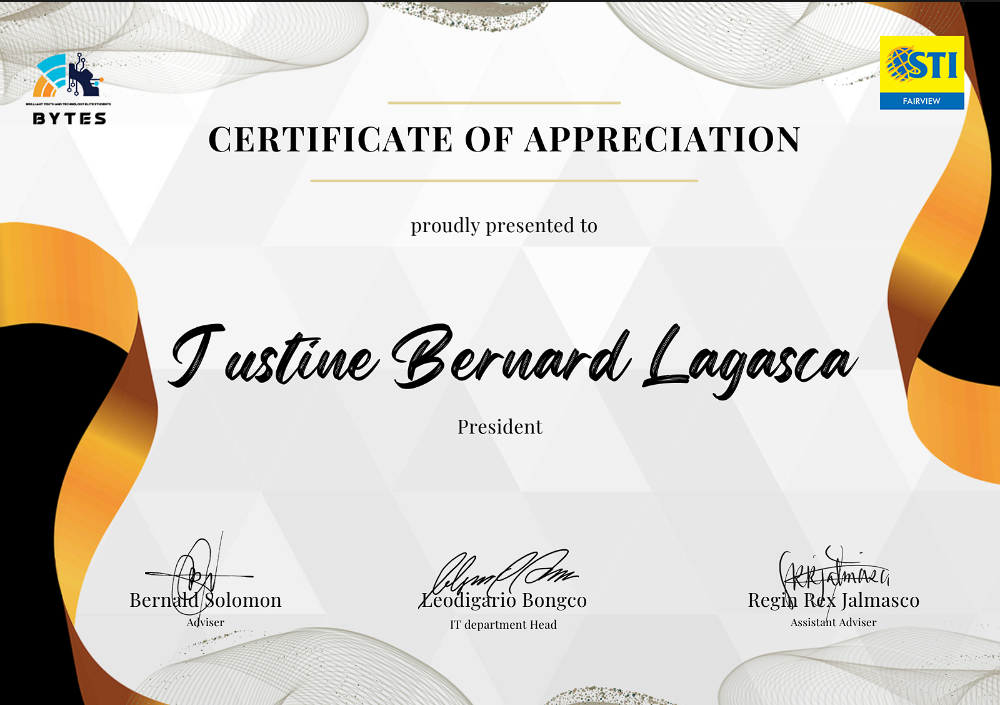 BRILLIANT YOUTH AND TECHNOLOGY ELITE STUDENTS
BYTES
STI
FAIRVIEW
CERTIFICATE OF APPRECIATION
proudly presented to
Justine Bernard Lagasca
President
Bernald Solomon
Adviser
Leodigario Bongco
IT department Head
Regin Rex Jalmasco
Assistant Adviser